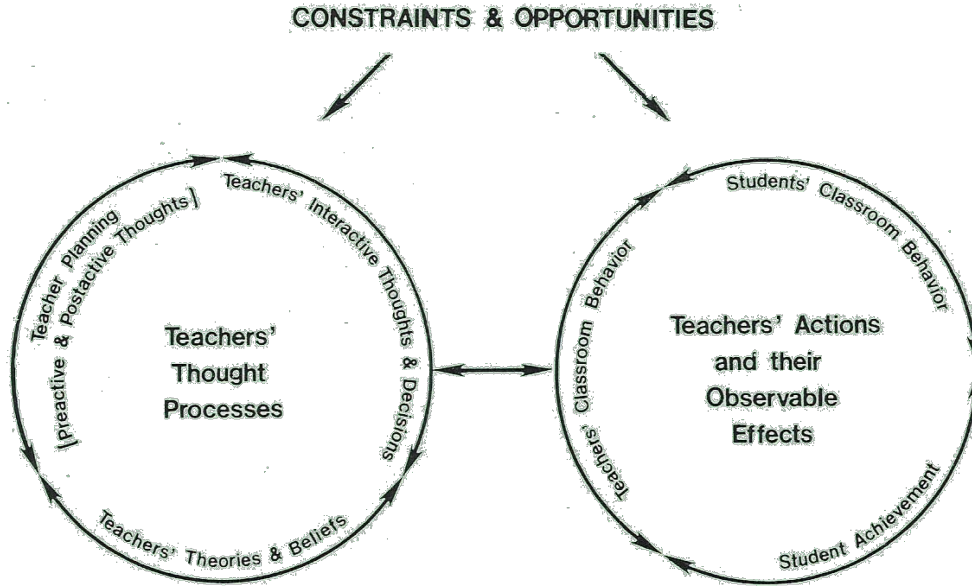 CONSTRAINTS & OPPORTUNITIES
Teacher Planning
[Preactive & Postactive Thoughts]
Teachers' Interactive Thoughts & Decisions
Teachers' Theories & Beliefs
Teachers'
Thought
Processes
Teachers' Classroom Behavior
Students' Classroom Behavior
Student Achievement
Teachers' Actions
and their
Observable
Effects